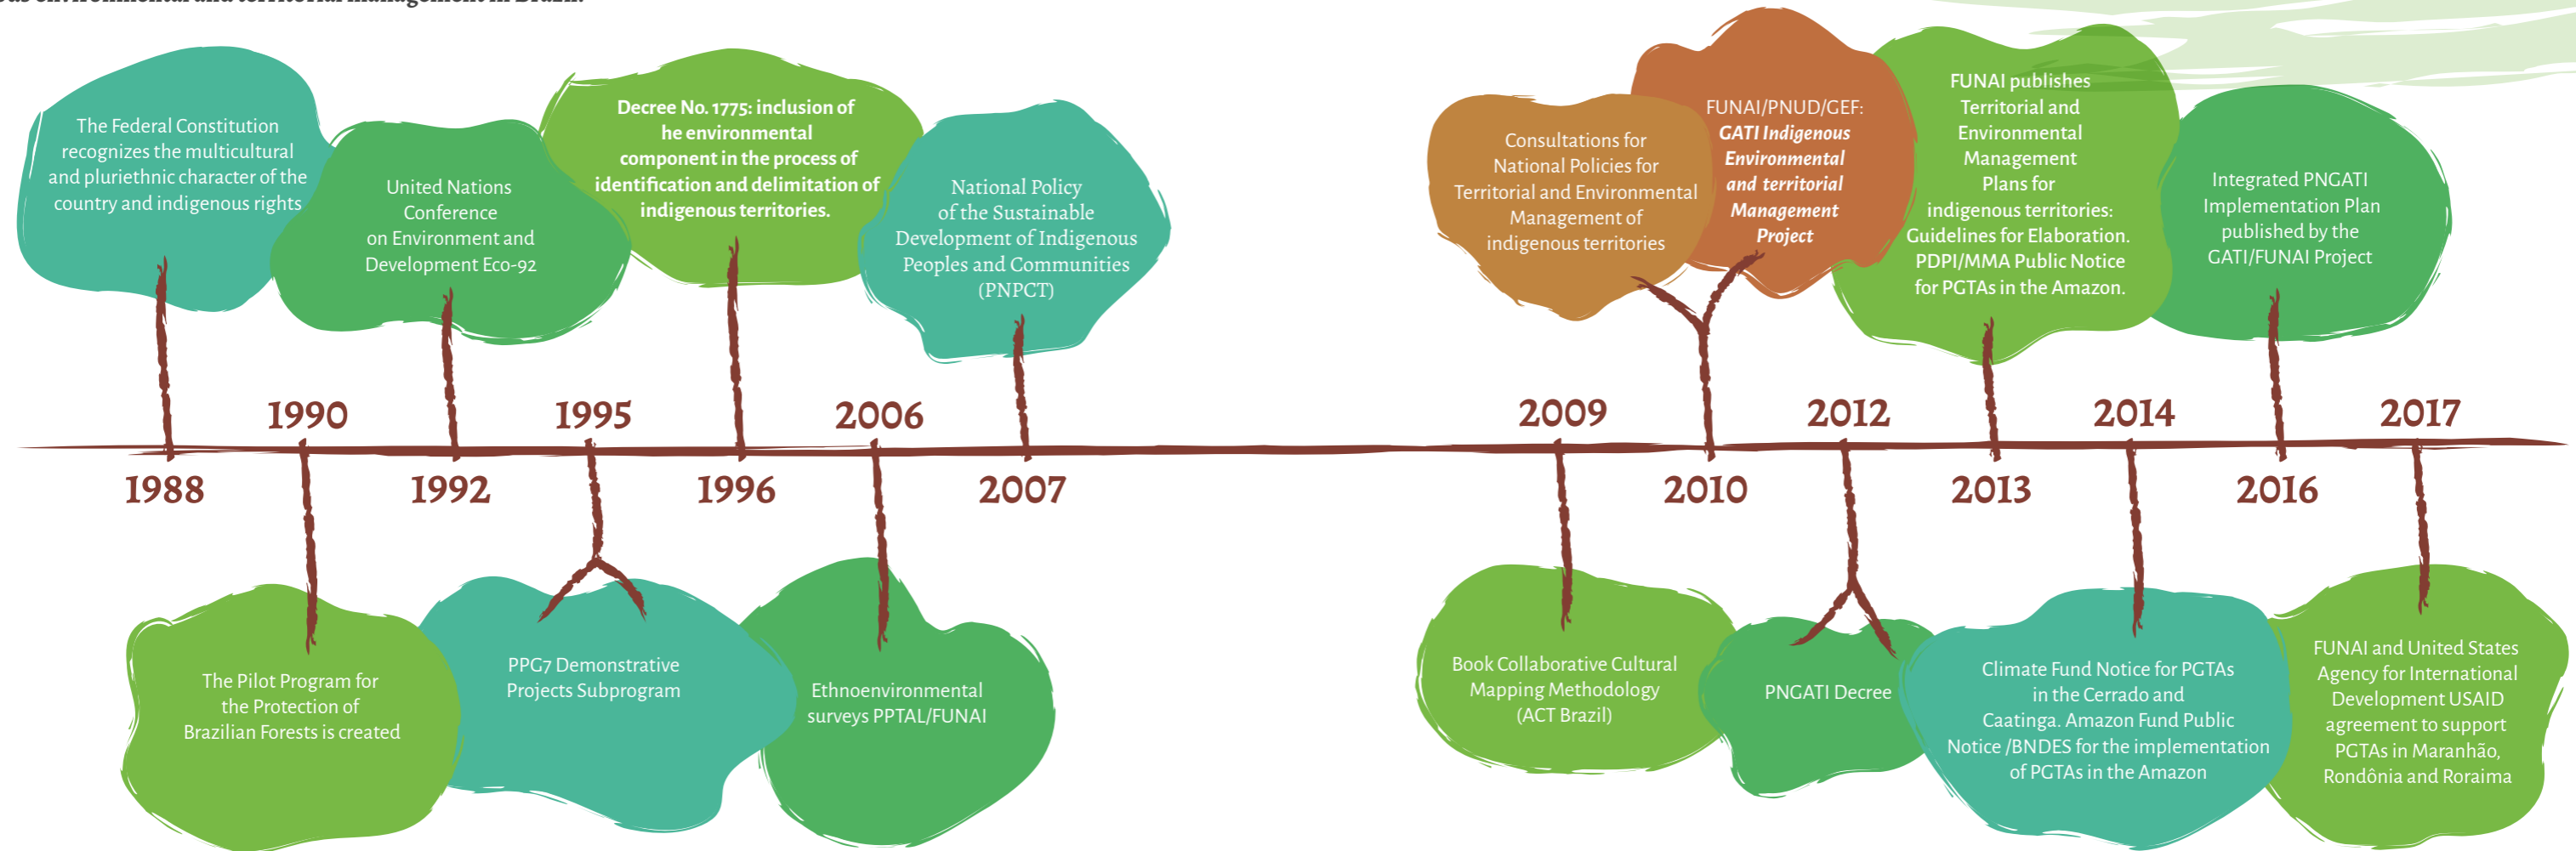 environmental and territorial management in Brazil.
The Federal Constitution
recognizes the multicultural
and pluriethnic character of the
country and indigenous rights
United Nations
Conference
on Environment and
Development Eco-92
Decree No. 1775: inclusion of
he environmental
component in the process of
identification and delimitation of
indigenous territories.
National Policy
of the Sustainable
Development of Indigenous
Peoples and Communities
(PNPCT)
Consultations for
National Policies for
Territorial and Environmental
Management of
indigenous territories
FUNAI/PNUD/GEF:
GATI Indigenous
Environmental
and territorial
Management
Project
FUNAI publishes
Territorial and
Environmental
Management
Plans for
indigenous territories:
Guidelines for Elaboration.
PDPI/MMA Public Notice
for PGTAs in the Amazon.
Integrated PNGATI
Implementation Plan
published by the
GATI/FUNAI Project
1990
1995
2006
2009
2012
2014
2017
1988
1992
1996
2007
2010
2013
2016
The Pilot Program for
the Protection of
Brazilian Forests is created
PPG7 Demonstrative
Projects Subprogram
Ethnoenvironmental
surveys PPTAL/FUNAI
Book Collaborative Cultural
Mapping Methodology
(ACT Brazil)
PNGATI Decree
Climate Fund Notice for PGTAs
in the Cerrado and
Caatinga. Amazon Fund Public
Notice /BNDES for the implementation
of PGTAs in the Amazon
FUNAI and United States
Agency for International
Development USAID
agreement to support
PGTAs in Maranhão,
Rondônia and Roraima